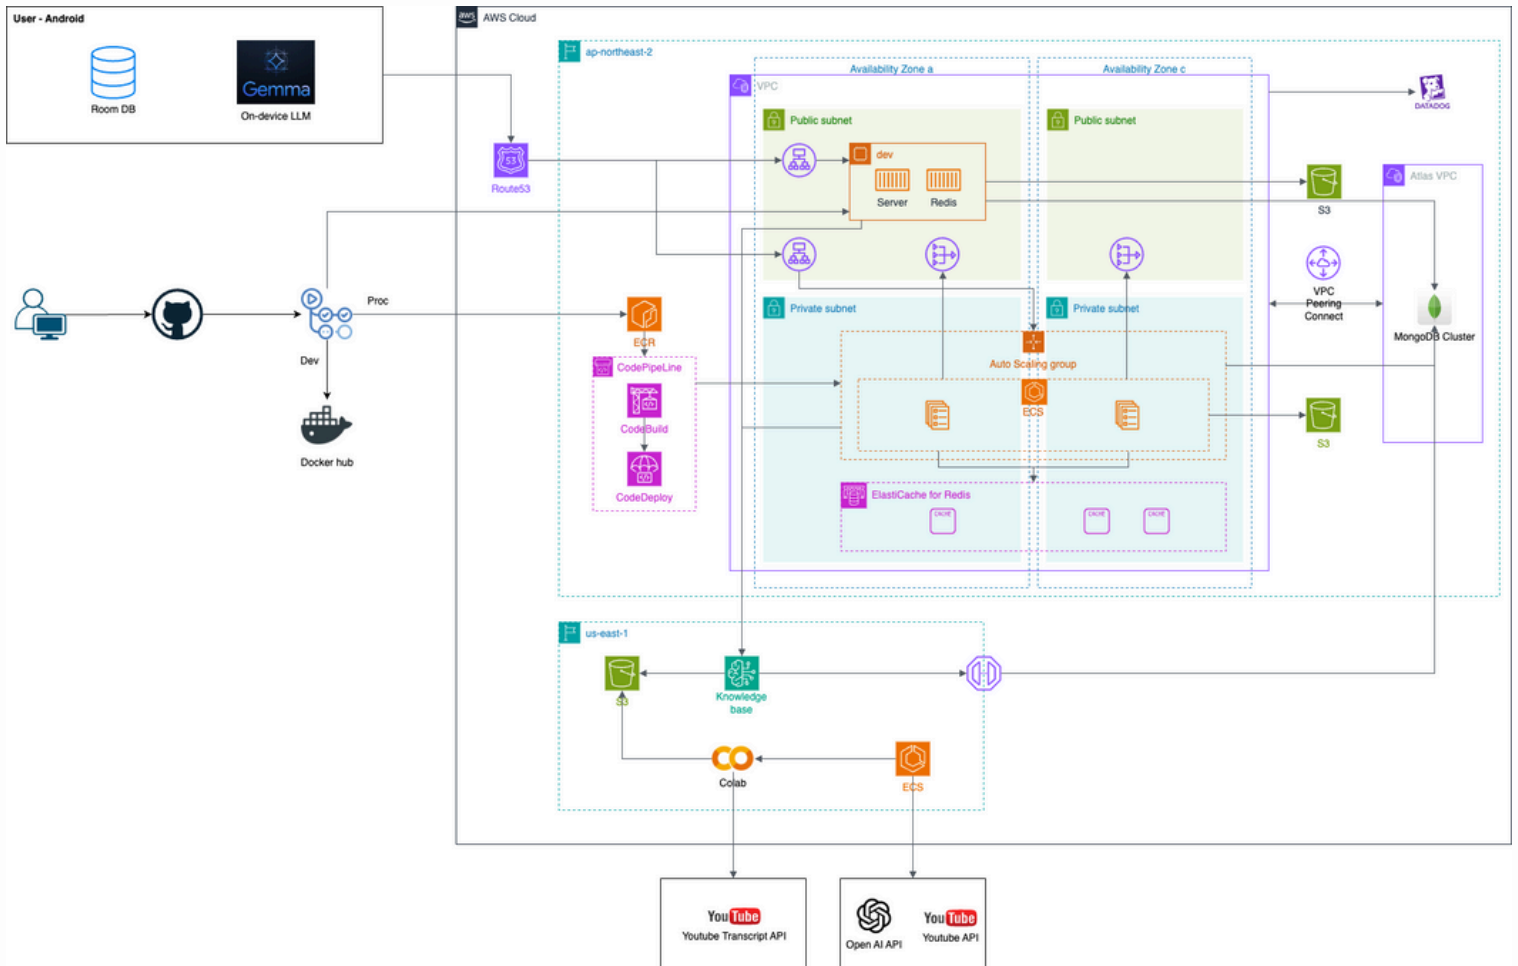 User - Android
Room DB
Gemma
On-device LLM
aws
AWS Cloud
ap-northeast-2
Availability Zone a
Availability Zone c
VPC
DATADOG
Public subnet
Public subnet
53
Route53
dev
Server
Redis
S3
Atlas VPC
VPC
Peering
Connect
MongoDB Cluster
Proc
Dev
Docker hub
ECR
CodePipeLine
CodeBuild
CodeDeploy
Private subnet
Private subnet
Auto Scaling group
ECS
S3
ElastiCache for Redis
CACHE
CACHE
CACHE
us-east-1
S3
Knowledge
base
Colab
ECS
YouTube
Youtube Transcript API
Open AI API
YouTube
Youtube API